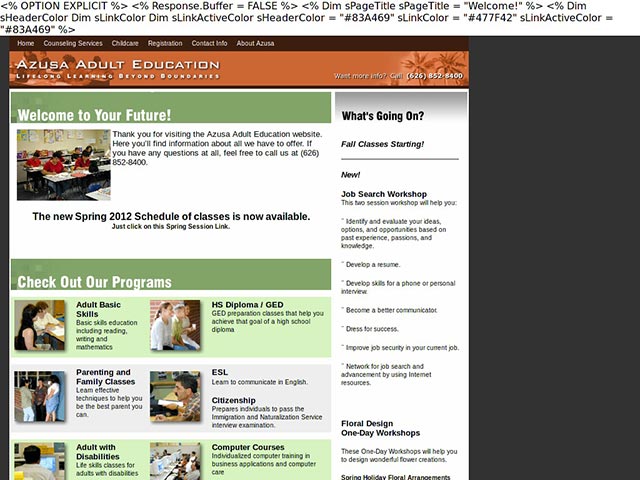 <% OPTION EXPLICIT %> <% Response.Buffer = FALSE %> <% Dim sPageTitle sPageTitle = "Welcome!" %> <% Dim
sHeaderColor Dim sLinkColor Dim sLinkActiveColor sHeaderColor = "#83A469" sLinkColor = "#477F42" sLinkActiveColor =
"#83A469" %>
Home Counseling Services Childcare Registration Contact Info About Azusa
AZUSA ADULT EDUCATION
LIFELONG LEARNING BEYOND BOUNDARIES
Want more info? Call (626) 852-8400
Welcome to Your Future!
Thank you for visiting the Azusa Adult Education website.
Here you'll find information about all we have to offer. If
you have any questions at all, feel free to call us at (626)
852-8400.
The new Spring 2012 Schedule of classes is now available.
Just click on this Spring Session Link.
Check Out Our Programs
Adult Basic
Skills
Basic skills education
including reading,
writing and
mathematics
HS Diploma / GED
GED preparation classes that help you
achieve that goal of a high school
diploma
Parenting and
Family Classes
Learn effective
techniques to help you
be the best parent you
can.
ESL
Learn to communicate in English.
Citizenship
Prepares individuals to pass the
Immigration and Naturalization Service
interview examination.
Adult with
Disabilities
Life skills classes for
adults with disabilities
Computer Courses
Individualized computer training in
business applications and computer
care
What's Going On?
Fall Classes Starting!
New!
Job Search Workshop
This two session workshop will help you:
¨ Identify and evaluate your ideas,
options, and opportunities based on
past experience, passions, and
knowledge.
¨ Develop a resume.
¨ Develop skills for a phone or personal
interview.
¨ Become a better communicator.
¨ Dress for success.
¨ Improve job security in your current job.
¨ Network for job search and
advancement by using Internet
resources.
Floral Design
One-Day Workshops
These One-Day Workshops will help you
to design wonderful flower creations.
Spring Holiday Floral Arrangements